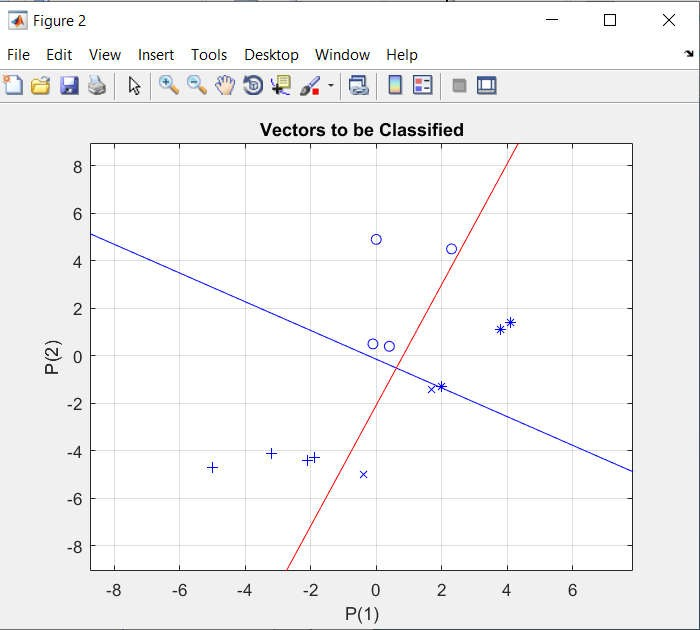 Figure 2
File Edit View Insert Tools Desktop Window Help
Vectors to be Classified
8
6
4
2
0
-2
-4
-6
-8
P(2)
-8 -6 -4 -2 0 2 4 6
P(1)